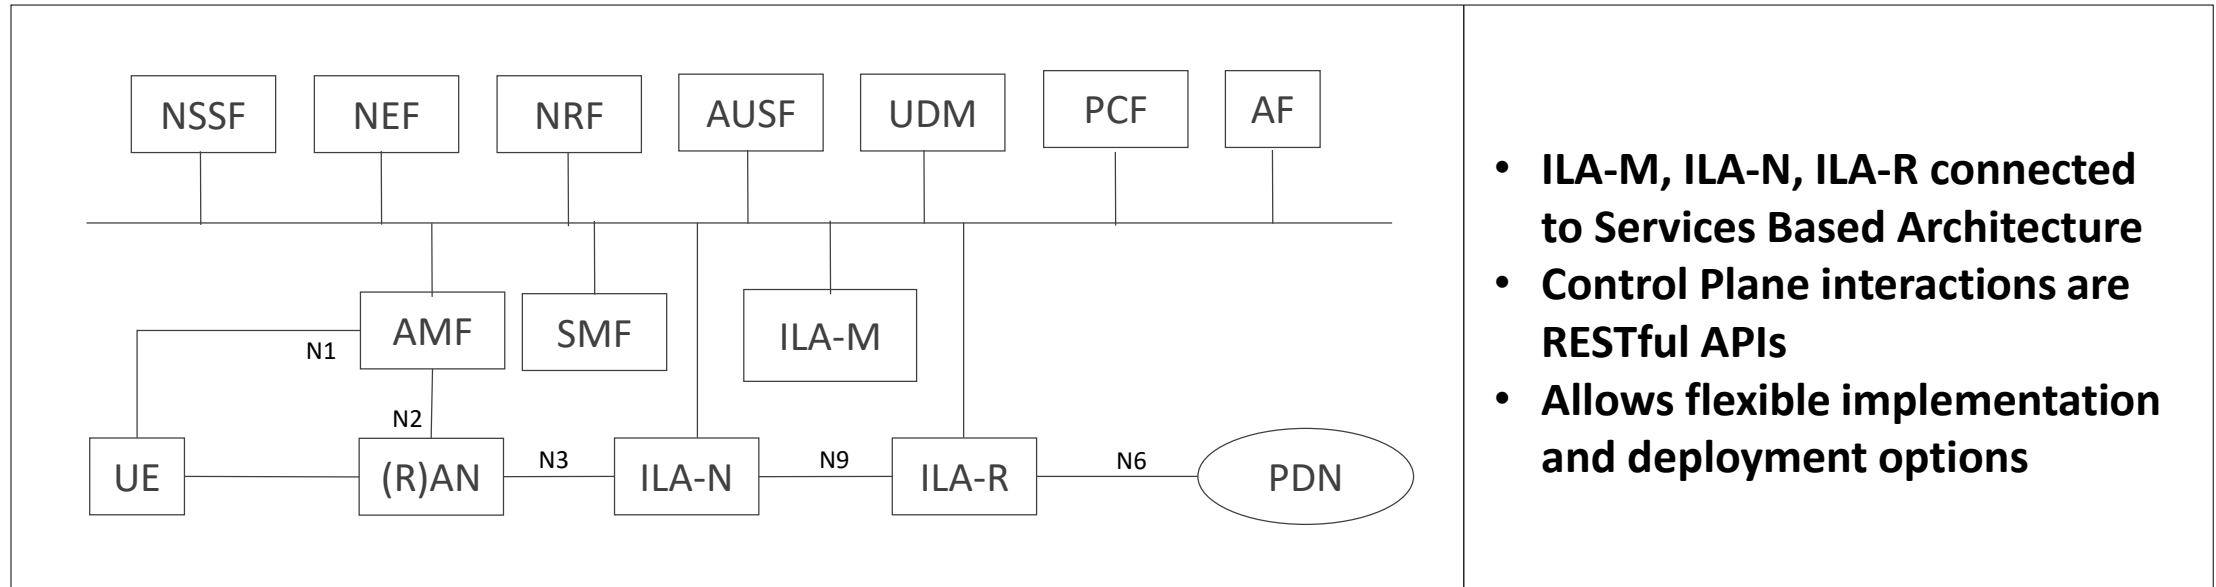 NSSF
NEF
NRF
AUSF
UDM
PCF
AF
AMF
SMF
ILA-M
N1
N2
UE
(R)AN
N3
ILA-N
N9
ILA-R
N6
PDN
• ILA-M, ILA-N, ILA-R connected
to Services Based Architecture
• Control Plane interactions are
RESTful APIs
• Allows flexible implementation
and deployment options